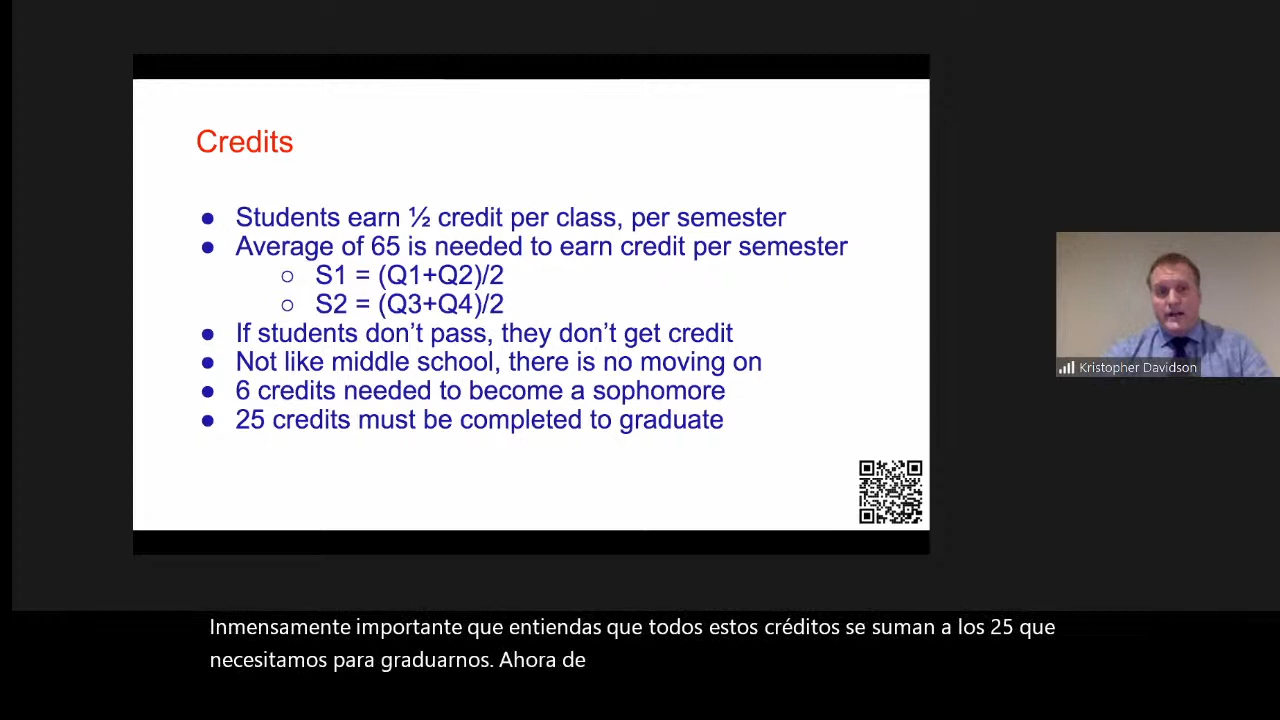 Credits
● Students earn ½ credit per class, per semester
● Average of 65 is needed to earn credit per semester
○ S1 = (Q1+Q2)/2
○ S2 = (Q3+Q4)/2
● If students don’t pass, they don’t get credit
● Not like middle school, there is no moving on
● 6 credits needed to become a sophomore
● 25 credits must be completed to graduate
Kristopher Davidson
Inmensamente importante que entiendas que todos estos créditos se suman a los 25 que
necesitamos para graduarnos. Ahora de